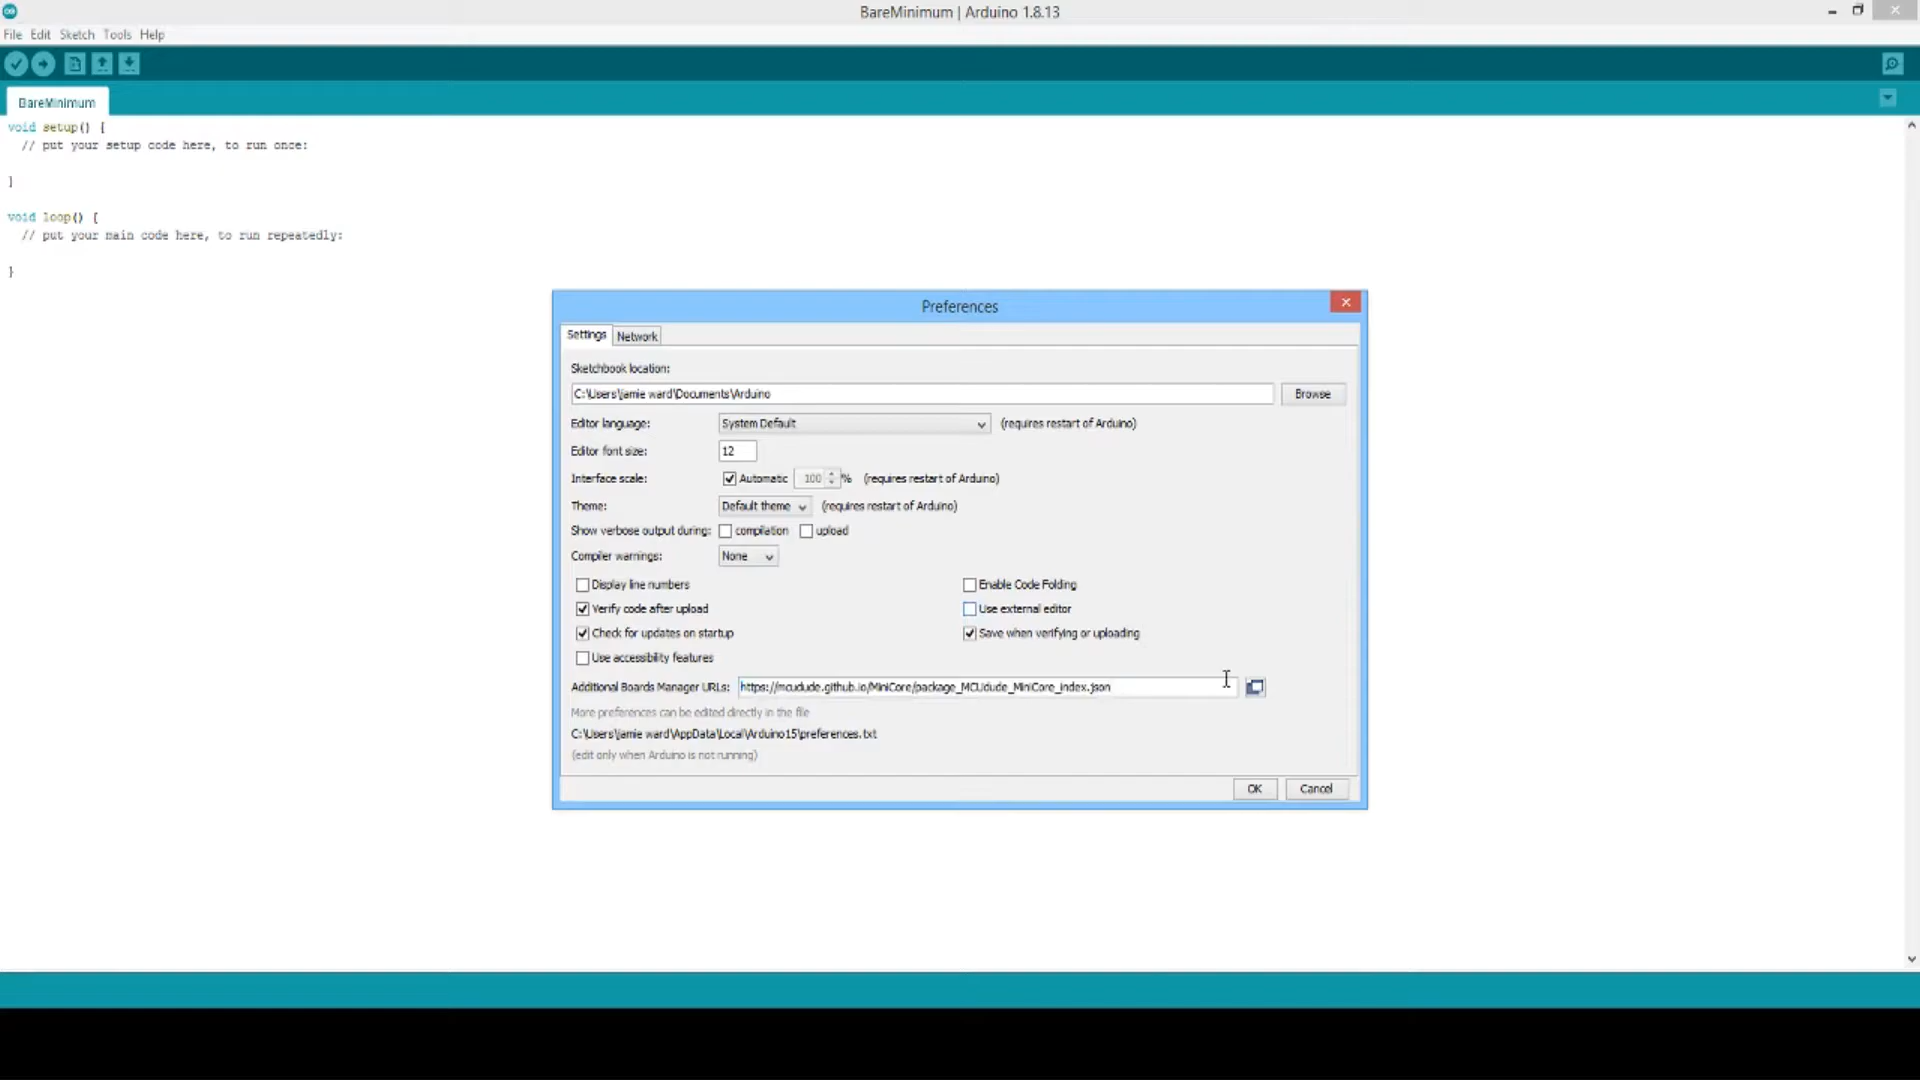 BareMinimum | Arduino 1.8.13
File Edit Sketch Tools Help
BareMinimum
void setup() {
// put your setup code here, to run once:
}
void loop() {
// put your main code here, to run repeatedly:
}
Preferences
Settings Network
Sketchbook location:
C:\Users\jamie ward\Documents\Arduino Browse
Editor language: System Default (requires restart of Arduino)
Editor font size: 12
Interface scale: Automatic 100 % (requires restart of Arduino)
Theme: Default theme (requires restart of Arduino)
Show verbose output during: compilation upload
Compiler warnings: None
Display line numbers Enable Code Folding
Verify code after upload Use external editor
Check for updates on startup Save when verifying or uploading
Use accessibility features
Additional Boards Manager URLs: https://mcudude.github.io/MiniCore/package_MCUdude_MiniCore_index.json
More preferences can be edited directly in the file
C:\Users\jamie ward\AppData\Local\Arduino15\preferences.txt
(edit only when Arduino is not running)
OK Cancel